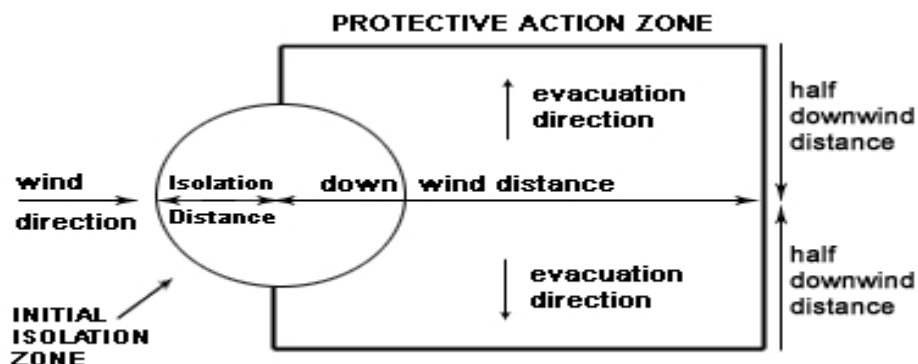 PROTECTIVE ACTION ZONE
evacuation
direction
half
downwind
distance
wind
direction
Isolation
Distance
down wind distance
evacuation
direction
half
downwind
distance
INITIAL
ISOLATION
ZONE